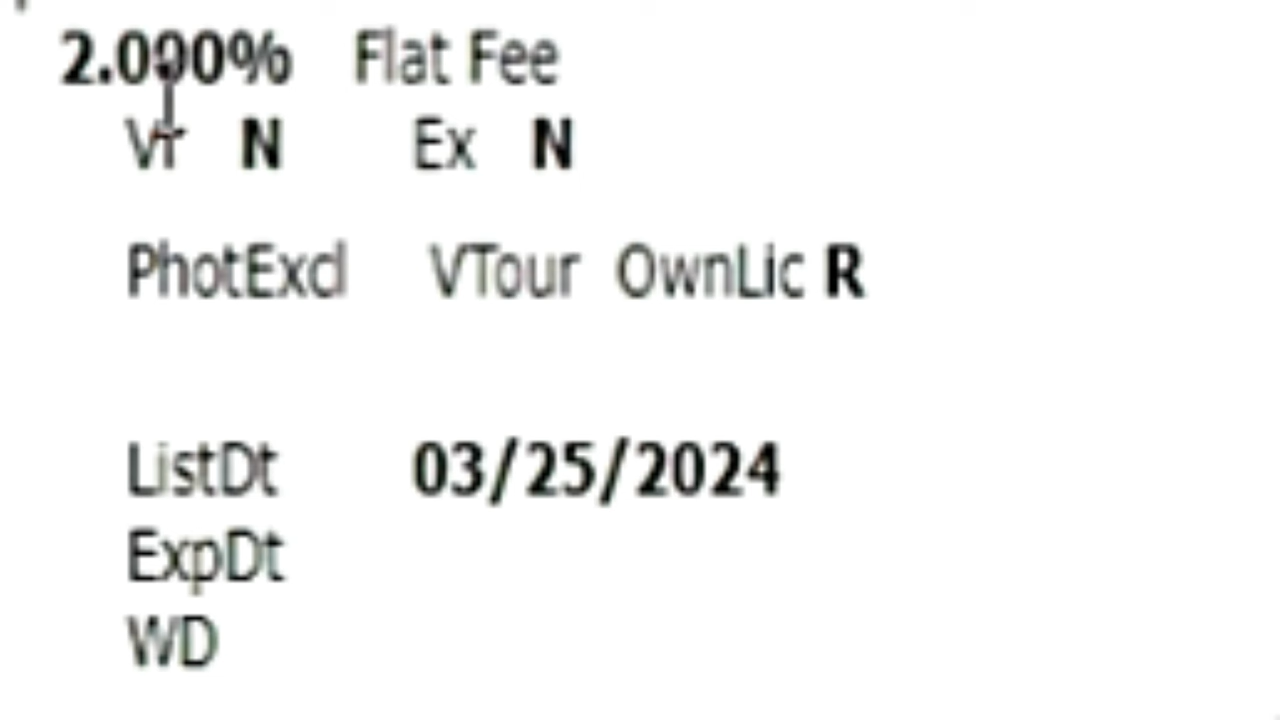 2.000% Flat Fee
Vr N Ex N
PhotExcl VTour OwnLic R
ListDt 03/25/2024
ExpDt
WD